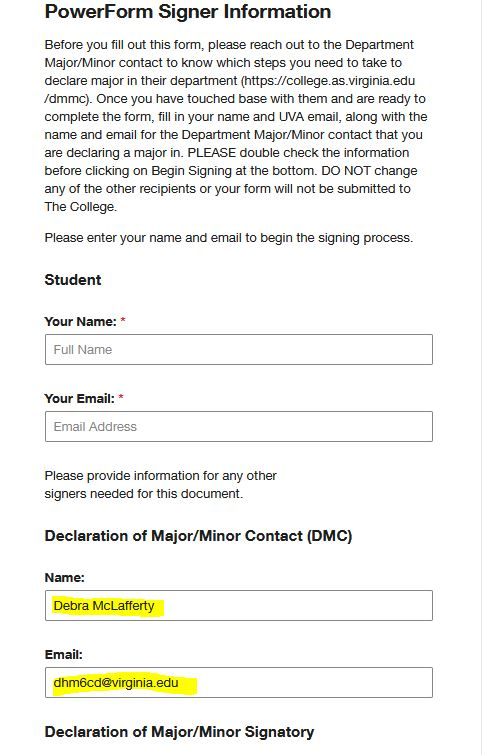 PowerForm Signer Information
Before you fill out this form, please reach out to the Department
Major/Minor contact to know which steps you need to take to
declare major in their department (https://college.as.virginia.edu
/dmmc). Once you have touched base with them and are ready to
complete the form, fill in your name and UVA email, along with the
name and email for the Department Major/Minor contact that you
are declaring a major in. PLEASE double check the information
before clicking on Begin Signing at the bottom. DO NOT change
any of the other recipients or your form will not be submitted to
The College.
Please enter your name and email to begin the signing process.
Student
Your Name: *
Full Name
Your Email: *
Email Address
Please provide information for any other
signers needed for this document.
Declaration of Major/Minor Contact (DMC)
Name:
Debra McLafferty
Email:
dhm6cd@virginia.edu
Declaration of Major/Minor Signatory